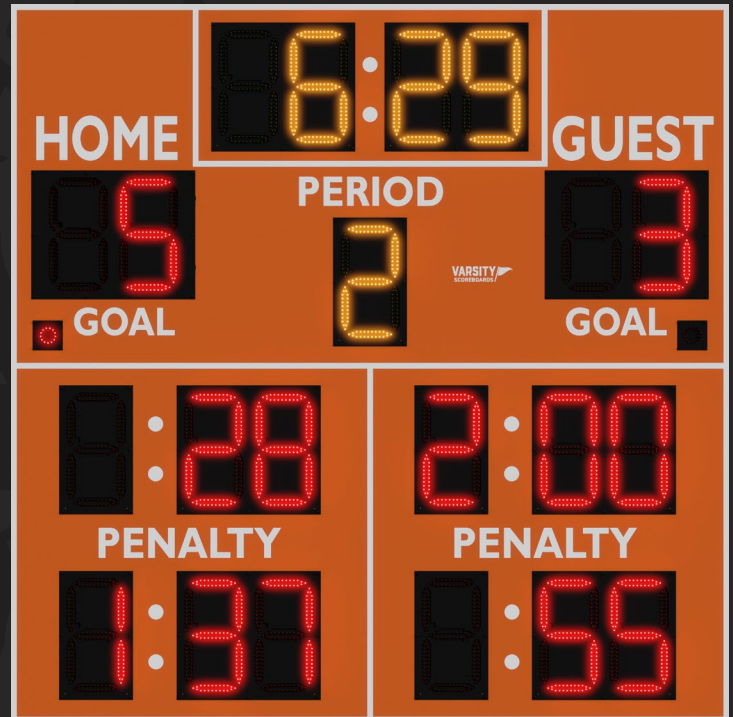 6:29
HOME
GUEST
PERIOD
5
2
3
VARSITY
SCOREBOARDS
GOAL
GOAL
:28
2:00
PENALTY
PENALTY
1:37
:55